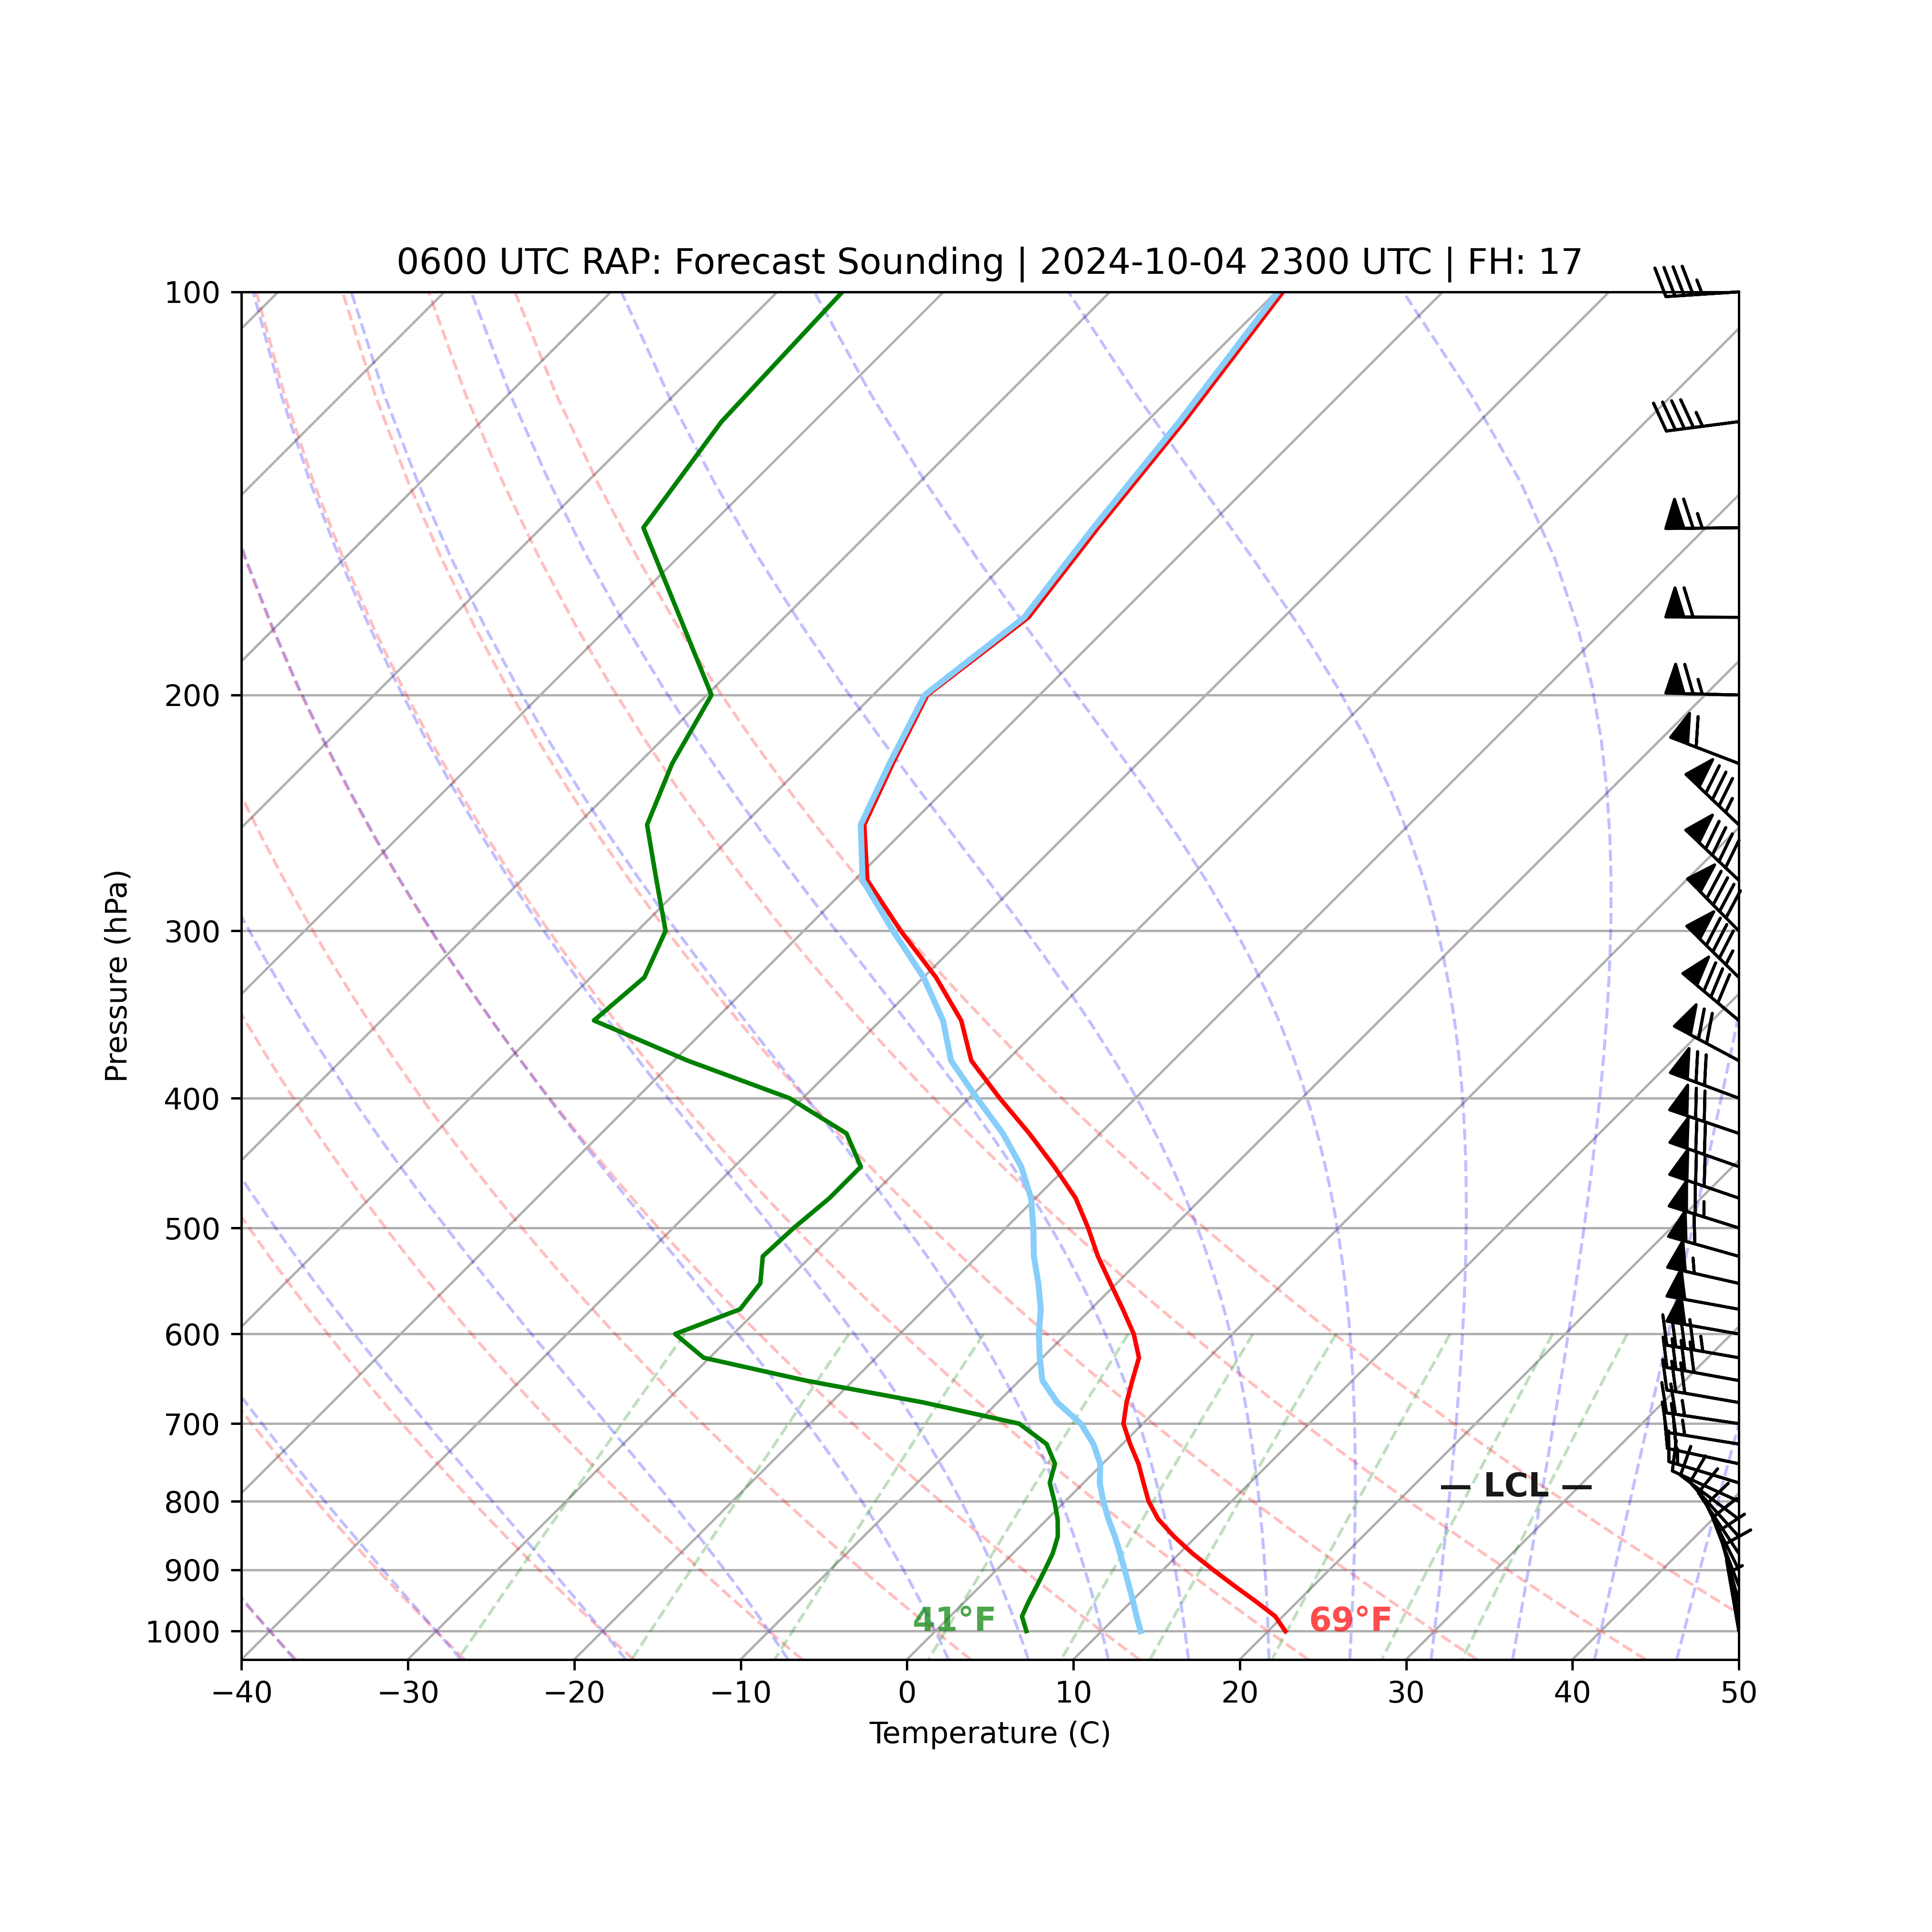 0600 UTC RAP: Forecast Sounding | 2024-10-04 2300 UTC | FH: 17
100
200
300
400
500
600
700
800
900
1000
Pressure (hPa)
— LCL —
41°F
69°F
−40 −30 −20 −10 0 10 20 30 40 50
Temperature (C)